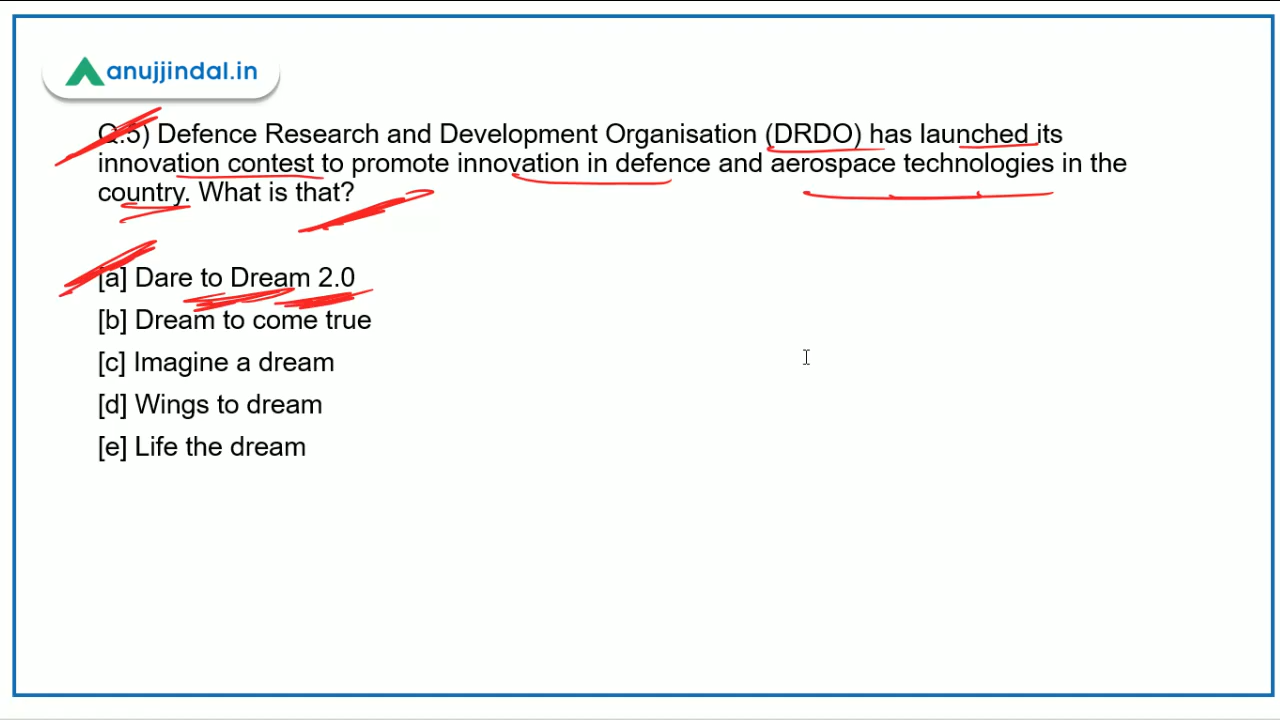 anujjindal.in
Q.5) Defence Research and Development Organisation (DRDO) has launched its
innovation contest to promote innovation in defence and aerospace technologies in the
country. What is that?
[a] Dare to Dream 2.0
[b] Dream to come true
[c] Imagine a dream
[d] Wings to dream
[e] Life the dream